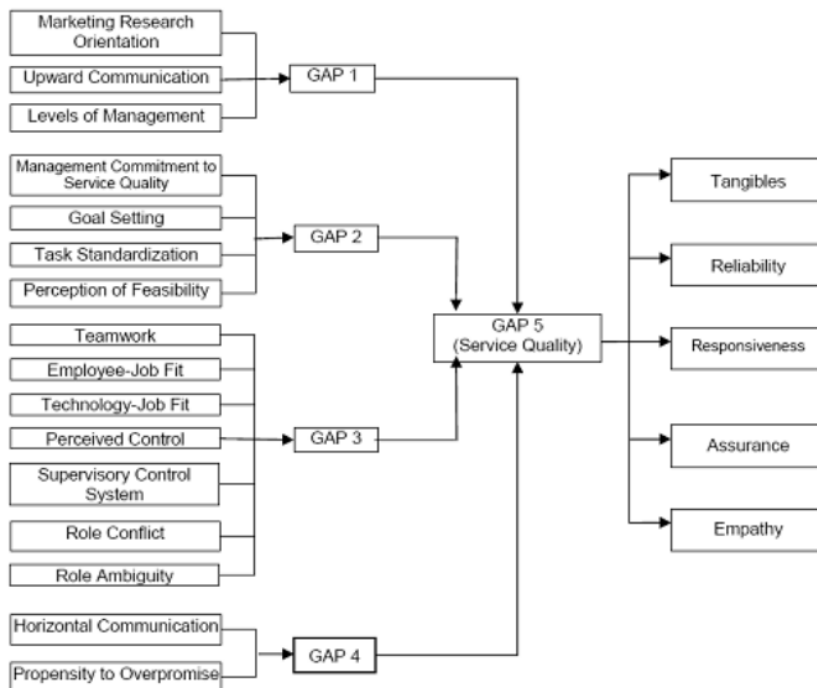 Marketing Research
Orientation
Upward Communication
Levels of Management
GAP 1
Management Commitment to
Service Quality
Goal Setting
Task Standardization
Perception of Feasibility
GAP 2
Teamwork
Employee-Job Fit
Technology-Job Fit
Perceived Control
Supervisory Control
System
Role Conflict
Role Ambiguity
GAP 3
Horizontal Communication
Propensity to Overpromise
GAP 4
GAP 5
(Service Quality)
Tangibles
Reliability
Responsiveness
Assurance
Empathy